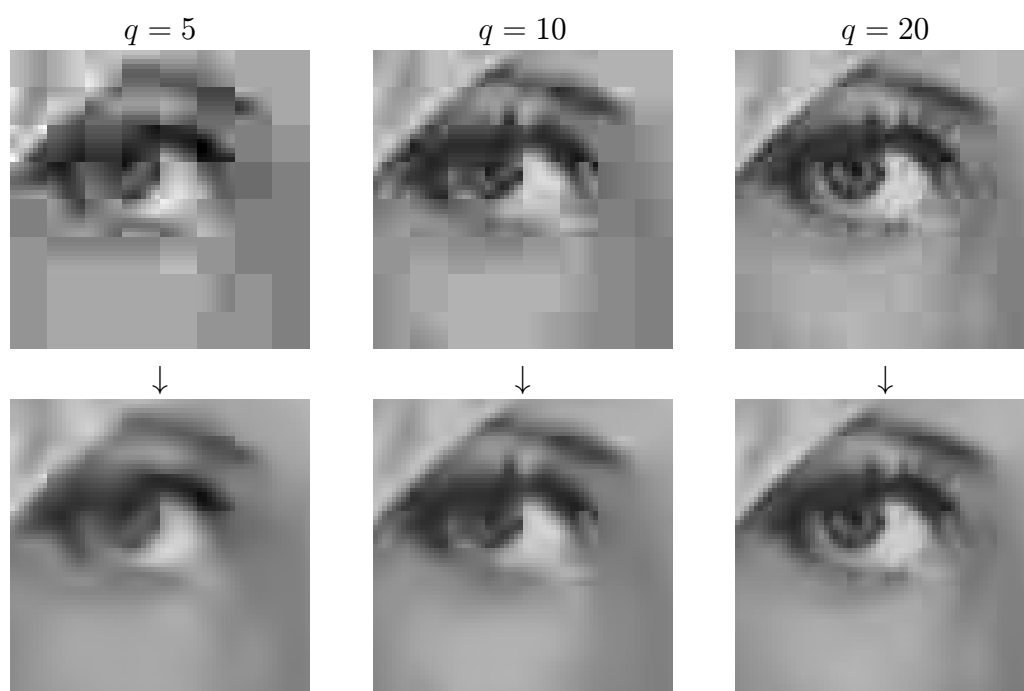 q = 5 q = 10 q = 20
↓ ↓ ↓